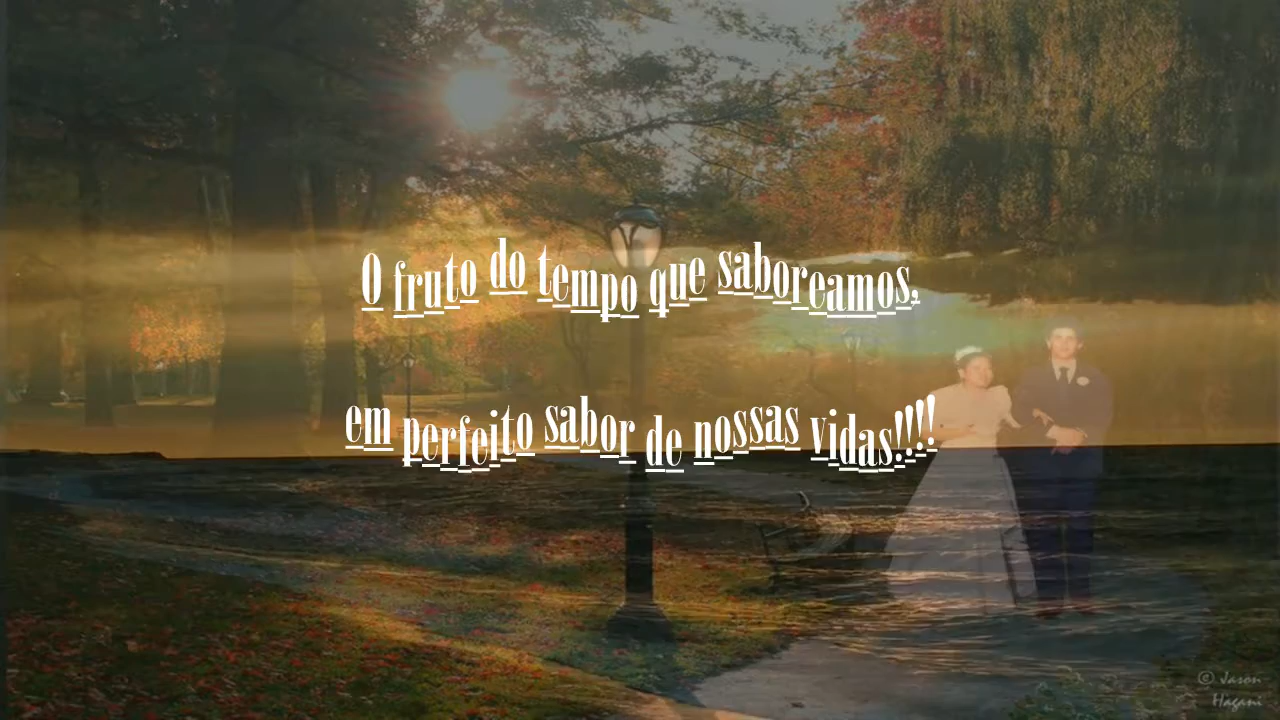 O fruto do tempo que saboreamos,
em perfeito sabor de nossas vidas!!!!
© Jason
Hagani